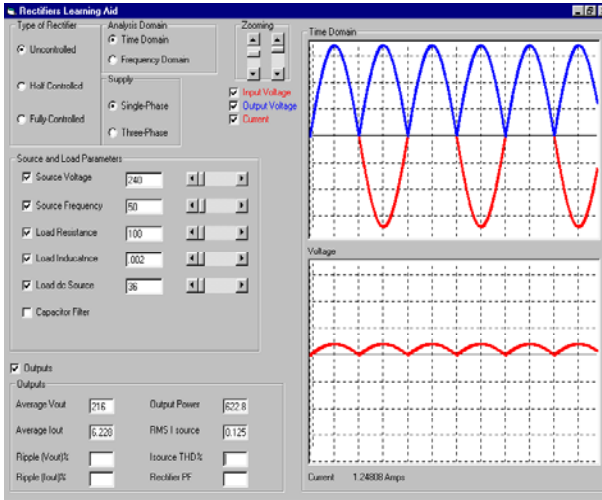 Rectifiers Learning Aid
Type of Rectifier
Uncontrolled
Half Controlled
Fully-Controlled
Analysis Domain
Time Domain
Frequency Domain
Supply
Single-Phase
Three-Phase
Zooming
Input Voltage
Output Voltage
Current
Source and Load Parameters
Source Voltage 240
Source Frequency 50
Load Resistance 100
Load Inducatnce .002
Load dc Source 36
Capacitor Filter
Outputs
Outputs
Average Vout 216 Output Power 622.8
Average Iout 6.220 RMS I source 0.125
Ripple (Vout)% Isource THD%
Ripple (Iout)% Rectifier PF
Time Domain
Voltage
Current 1.24808 Amps